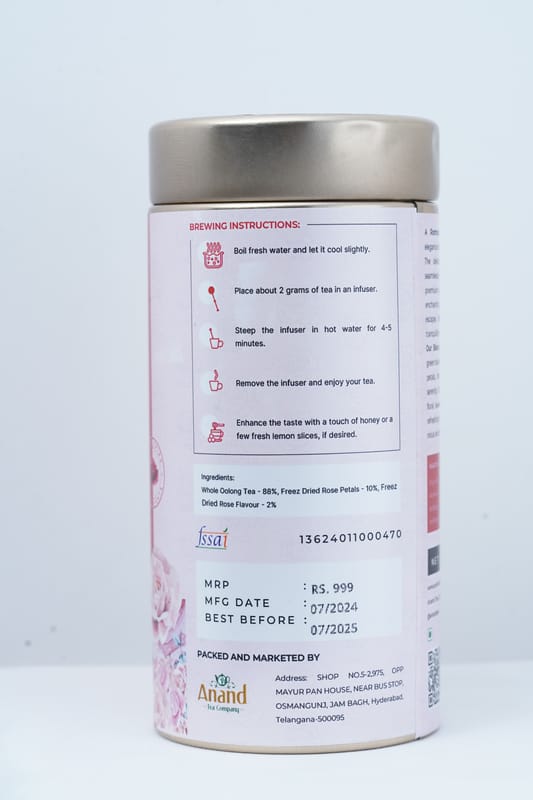 BREWING INSTRUCTIONS:
Boil fresh water and let it cool slightly.
Place about 2 grams of tea in an infuser.
Steep the infuser in hot water for 4-5
minutes.
Remove the infuser and enjoy your tea.
Enhance the taste with a touch of honey or a
few fresh lemon slices, if desired.
Ingredients:
Whole Oolong Tea - 88%, Freez Dried Rose Petals - 10%, Freez
Dried Rose Flavour - 2%
fssai
13624011000470
MRP : RS. 999
MFG DATE : 07/2024
BEST BEFORE : 07/2025
PACKED AND MARKETED BY
Anand
Tea Company
Address: SHOP NO.5-2,975, OPP
MAYUR PAN HOUSE, NEAR BUS STOP,
OSMANGUNJ, JAM BAGH, Hyderabad,
Telangana-500095